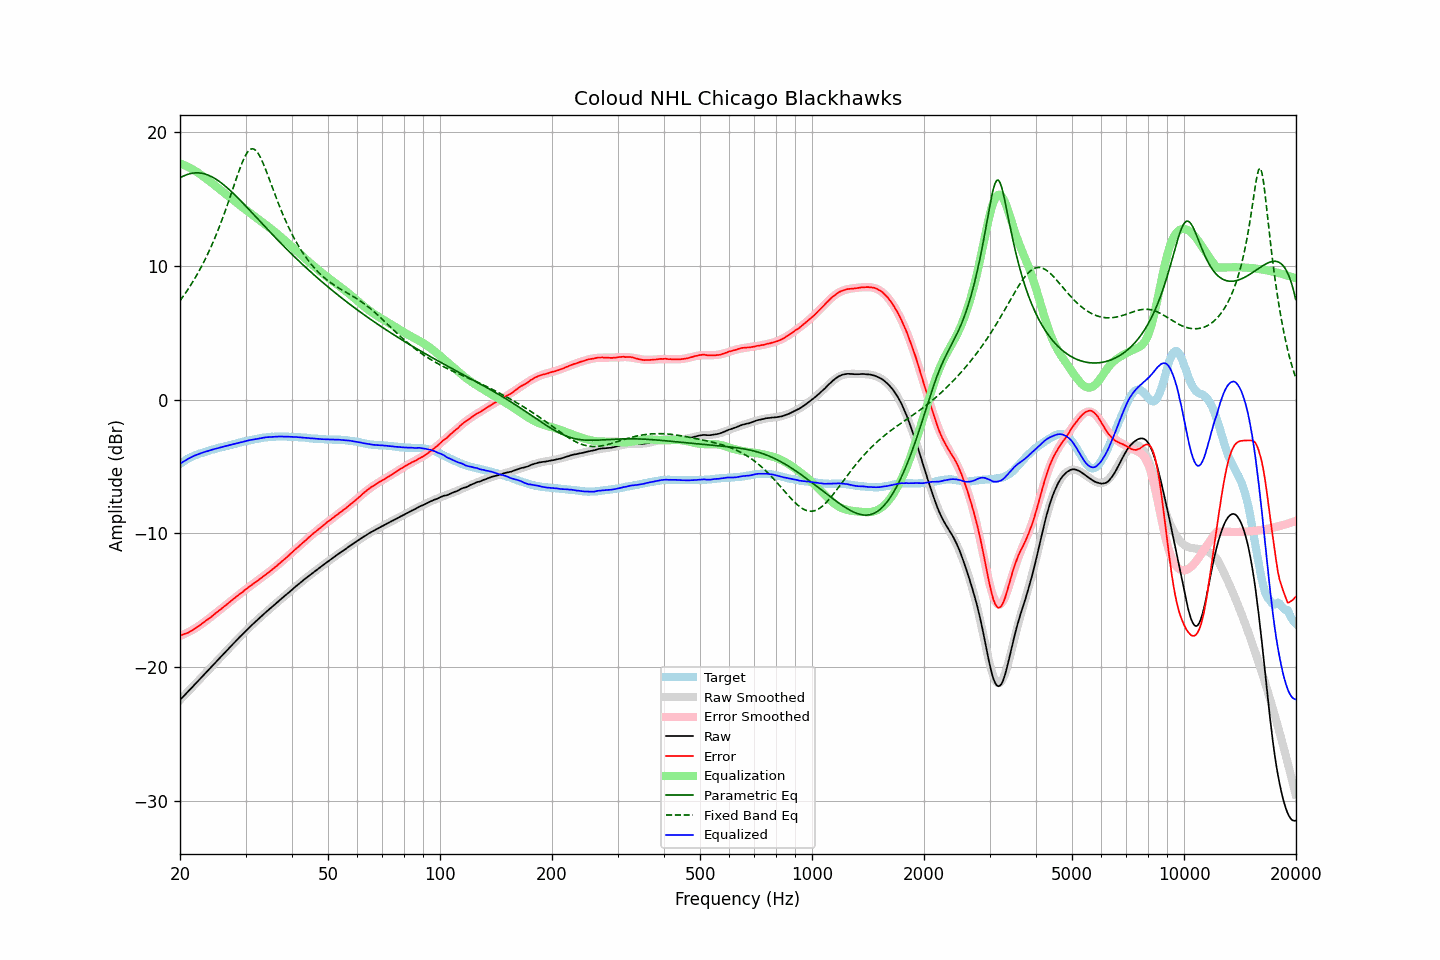 Coloud NHL Chicago Blackhawks
20
10
0
−10
−20
−30
Amplitude (dBr)
Target
Raw Smoothed
Error Smoothed
Raw
Error
Equalization
Parametric Eq
Fixed Band Eq
Equalized
20
50
100
200
500
1000
2000
5000
10000
20000
Frequency (Hz)